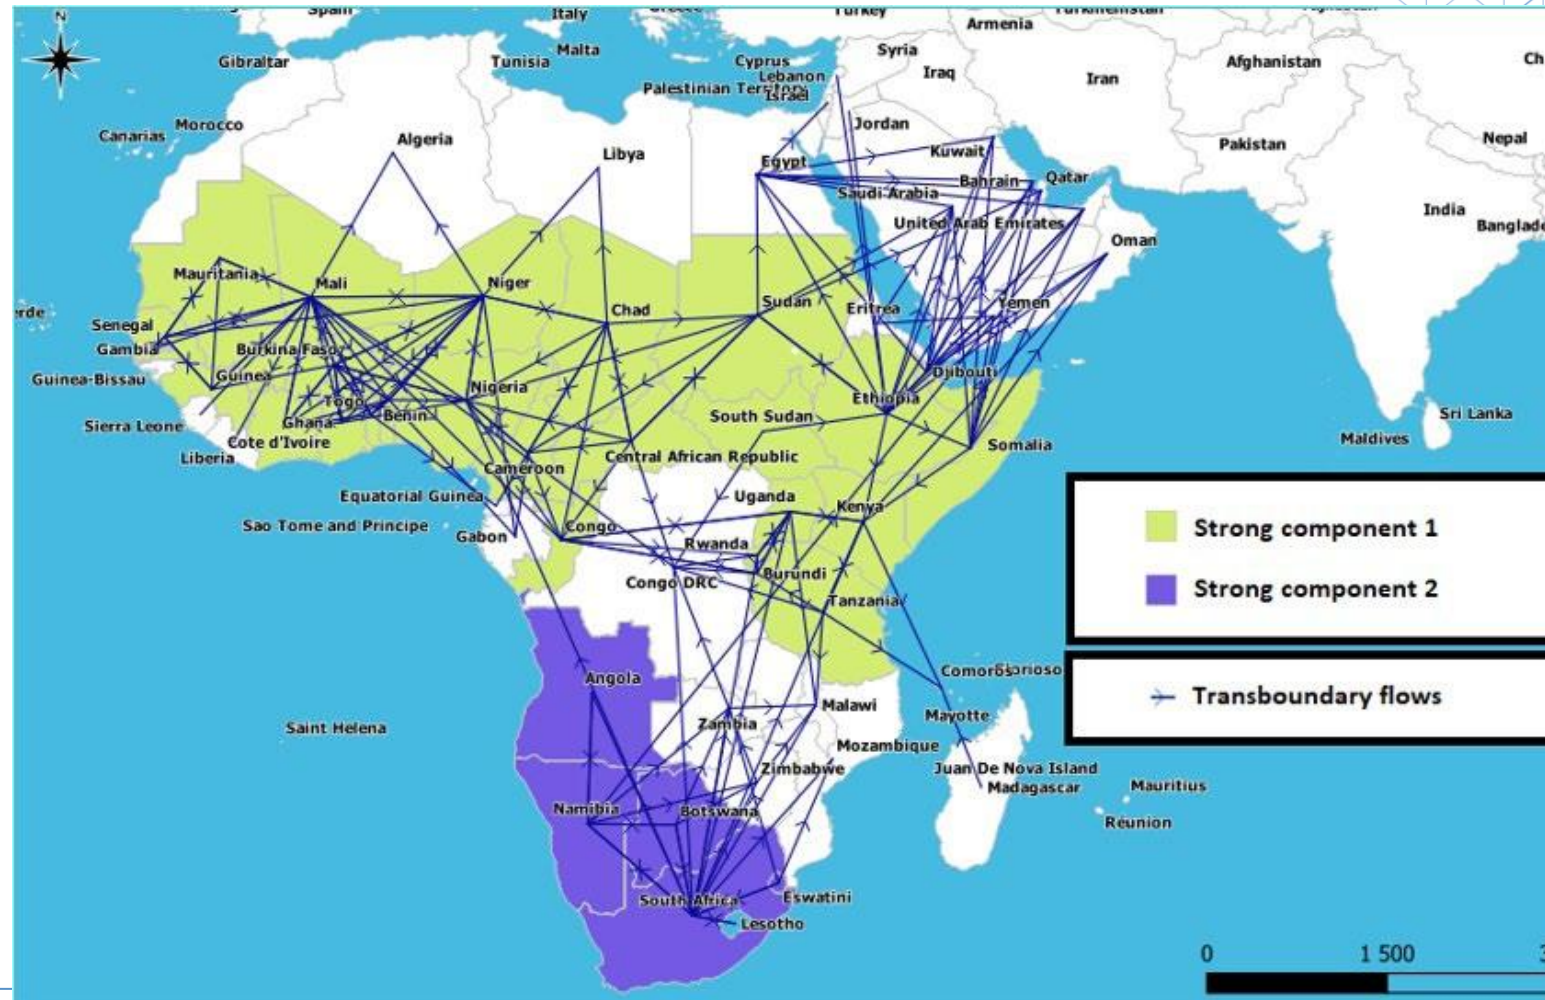 Spain
Italy
Turkey
Turkmenistan
N
Armenia
Gibraltar
Tunisia
Malta
Cyprus
Syria
Lebanon
Iraq
Iran
Afghanistan
Ch
Palestinian Territory
Israel
Canarias
Morocco
Algeria
Libya
Jordan
Pakistan
Nepal
Egypt
Kuwait
Bahrain
Qatar
Saudi Arabia
United Arab Emirates
Oman
India
Banglade
Mauritania
Mali
Niger
Chad
Sudan
Eritrea
Yemen
erde
Senegal
Gambia
Burkina Faso
Guinea-Bissau
Guinea
Nigeria
Djibouti
Togo
Benin
Ethiopia
South Sudan
Sierra Leone
Ghana
Cote d'Ivoire
Liberia
Central African Republic
Somalia
Sri Lanka
Maldives
Cameroon
Equatorial Guinea
Uganda
Kenya
Sao Tome and Principe
Gabon
Congo
Rwanda
Congo DRC
Burundi
Tanzania
Strong component 1
Strong component 2
Comoros
Angola
Transboundary flows
Saint Helena
Zambia
Malawi
Mayotte
Mozambique
Zimbabwe
Juan De Nova Island
Madagascar
Mauritius
Réunion
Namibia
Botswana
South Africa
Eswatini
Lesotho
0
1 500
3